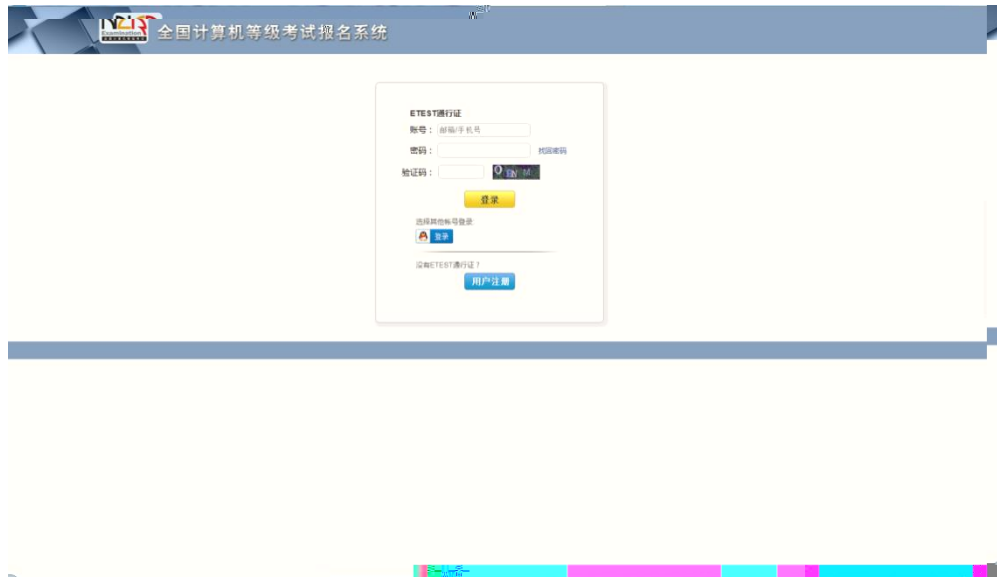 Examination
全国计算机等级考试报名系统
ETEST通行证
账号： 邮箱/手机号
密码： 找回密码
验证码：
登录
选择其他帐号登录:
登录
没有ETEST通行证？
用户注册